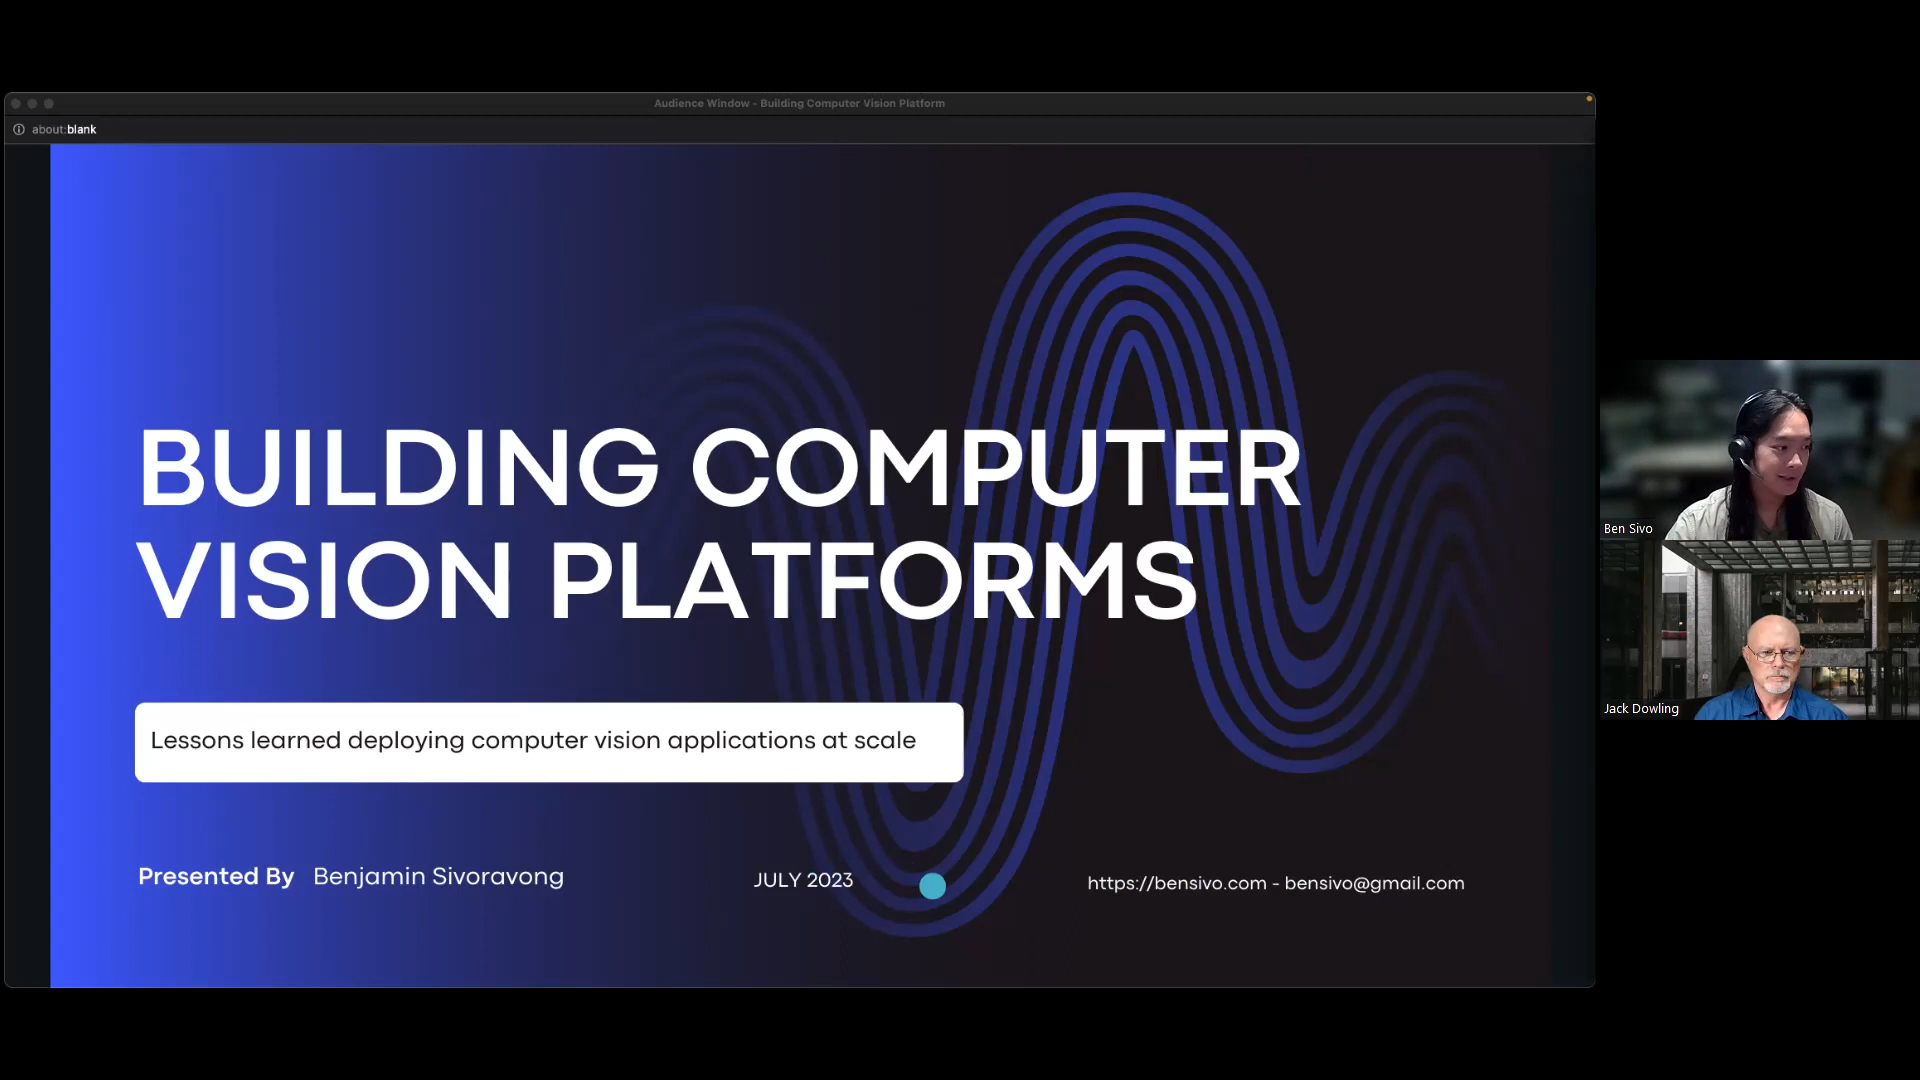 Audience Window - Building Computer Vision Platform
about:blank
BUILDING COMPUTER
VISION PLATFORMS
Lessons learned deploying computer vision applications at scale
Presented By Benjamin Sivoravong
JULY 2023
https://bensivo.com - bensivo@gmail.com
Ben Sivo
Jack Dowling